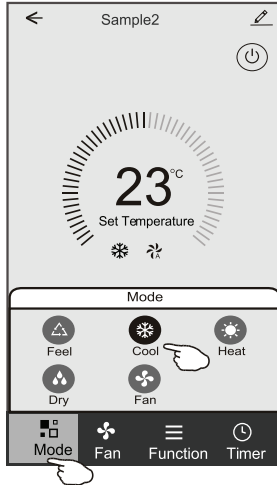 Sample2
23°C
Set Temperature
A
Mode
Feel Cool Heat
Dry Fan
Mode Fan Function Timer